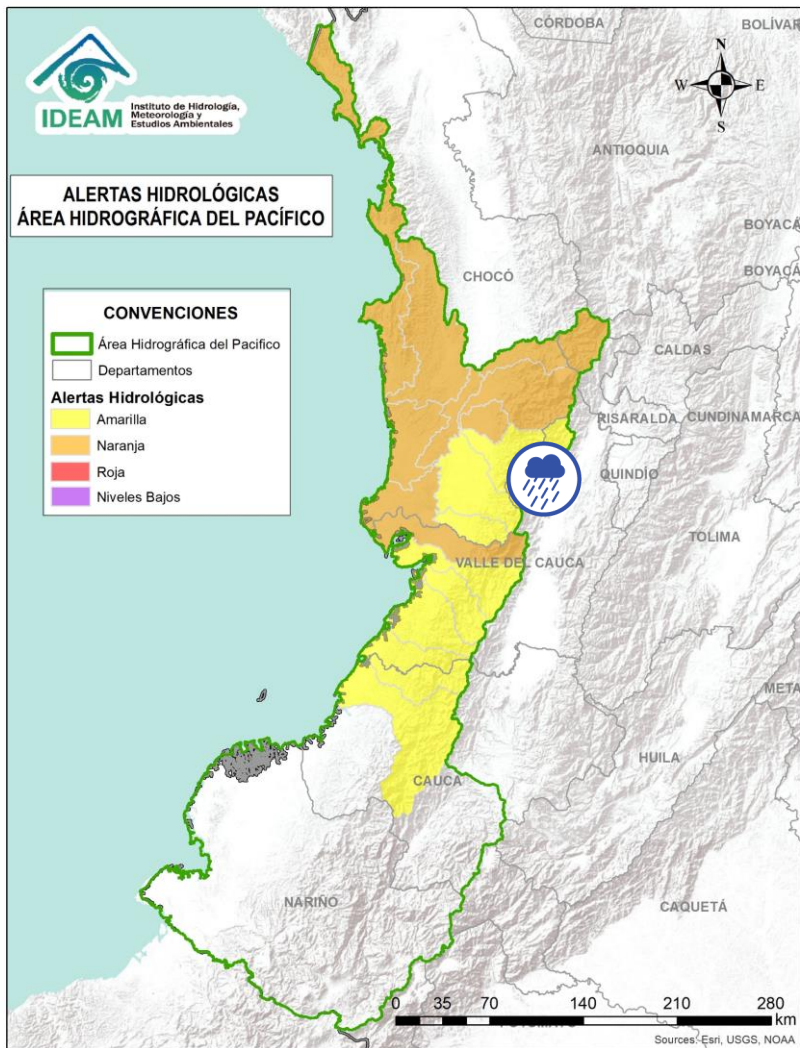 CÓRDOBA
BOLÍVAR
N
W
E
S
IDEAM
Instituto de Hidrología,
Meteorología y
Estudios Ambientales
ANTIOQUIA
ALERTAS HIDROLÓGICAS
ÁREA HIDROGRÁFICA DEL PACÍFICO
BOYACÁ
BOYACÁ
CHOCÓ
CONVENCIONES
Área Hidrográfica del Pacifico
Departamentos
Alertas Hidrológicas
Amarilla
Naranja
Roja
Niveles Bajos
CALDAS
RISARALDA
CUNDINAMARCA
QUINDÍO
TOLIMA
VALLE DEL CAUCA
META
HUILA
CAUCA
NARIÑO
CAQUETÁ
0 35 70 140 210 280
km
Sources: Esri, USGS, NOAA